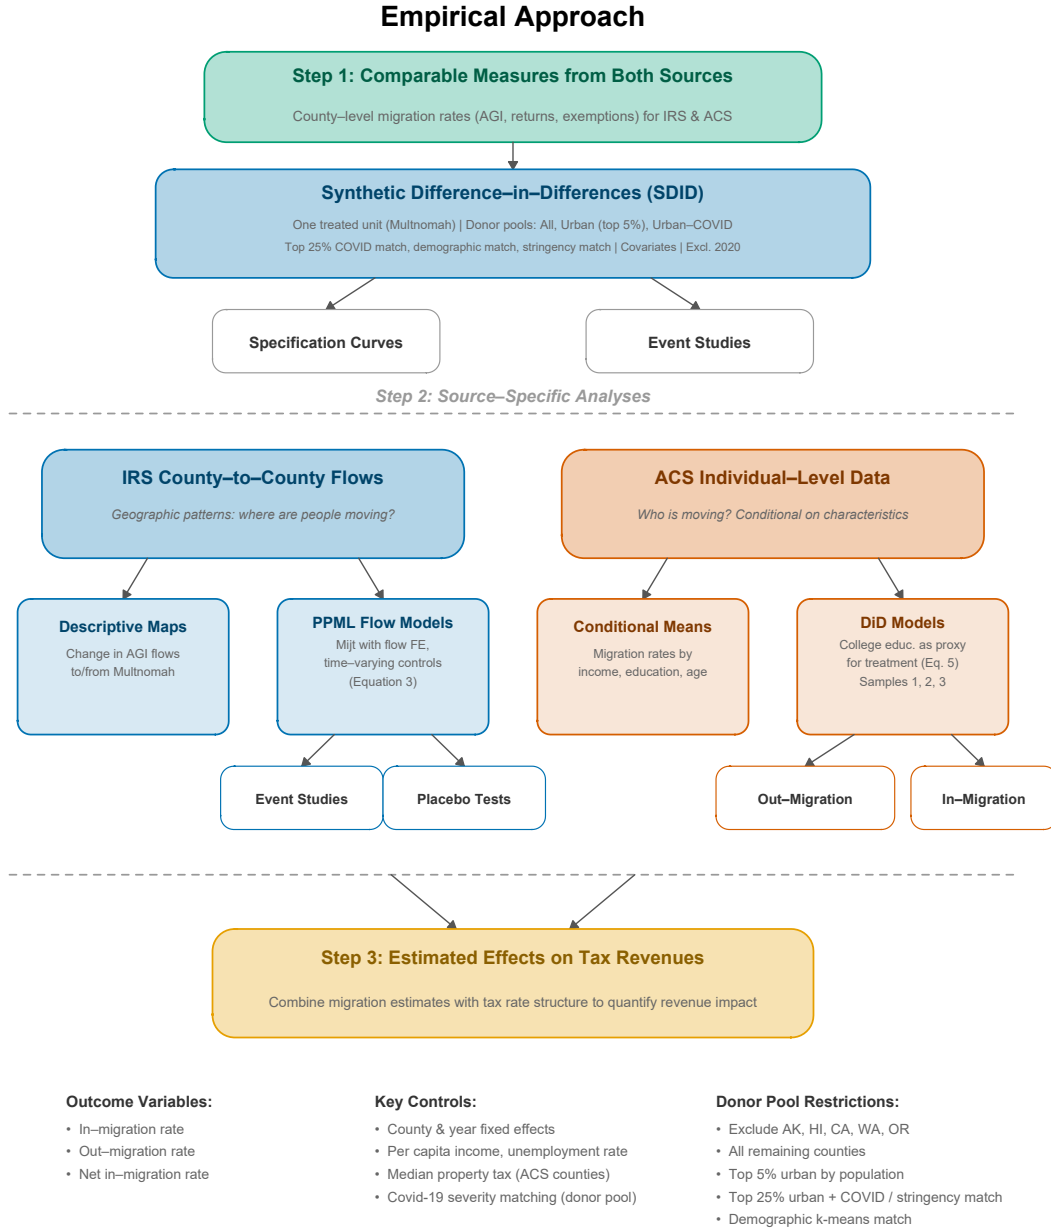 Empirical Approach
Step 1: Comparable Measures from Both Sources
County–level migration rates (AGI, returns, exemptions) for IRS & ACS
Synthetic Difference–in–Differences (SDID)
One treated unit (Multnomah) | Donor pools: All, Urban (top 5%), Urban–COVID
Top 25% COVID match, demographic match, stringency match | Covariates | Excl. 2020
Specification Curves
Event Studies
Step 2: Source–Specific Analyses
IRS County–to–County Flows
Geographic patterns: where are people moving?
ACS Individual–Level Data
Who is moving? Conditional on characteristics
Descriptive Maps
Change in AGI flows
to/from Multnomah
PPML Flow Models
Mijt with flow FE,
time–varying controls
(Equation 3)
Conditional Means
Migration rates by
income, education, age
DiD Models
College educ. as proxy
for treatment (Eq. 5)
Samples 1, 2, 3
Event Studies
Placebo Tests
Out–Migration
In–Migration
Step 3: Estimated Effects on Tax Revenues
Combine migration estimates with tax rate structure to quantify revenue impact
Outcome Variables:
• In–migration rate
• Out–migration rate
• Net in–migration rate
Key Controls:
• County & year fixed effects
• Per capita income, unemployment rate
• Median property tax (ACS counties)
• Covid-19 severity matching (donor pool)
Donor Pool Restrictions:
• Exclude AK, HI, CA, WA, OR
• All remaining counties
• Top 5% urban by population
• Top 25% urban + COVID / stringency match
• Demographic k-means match